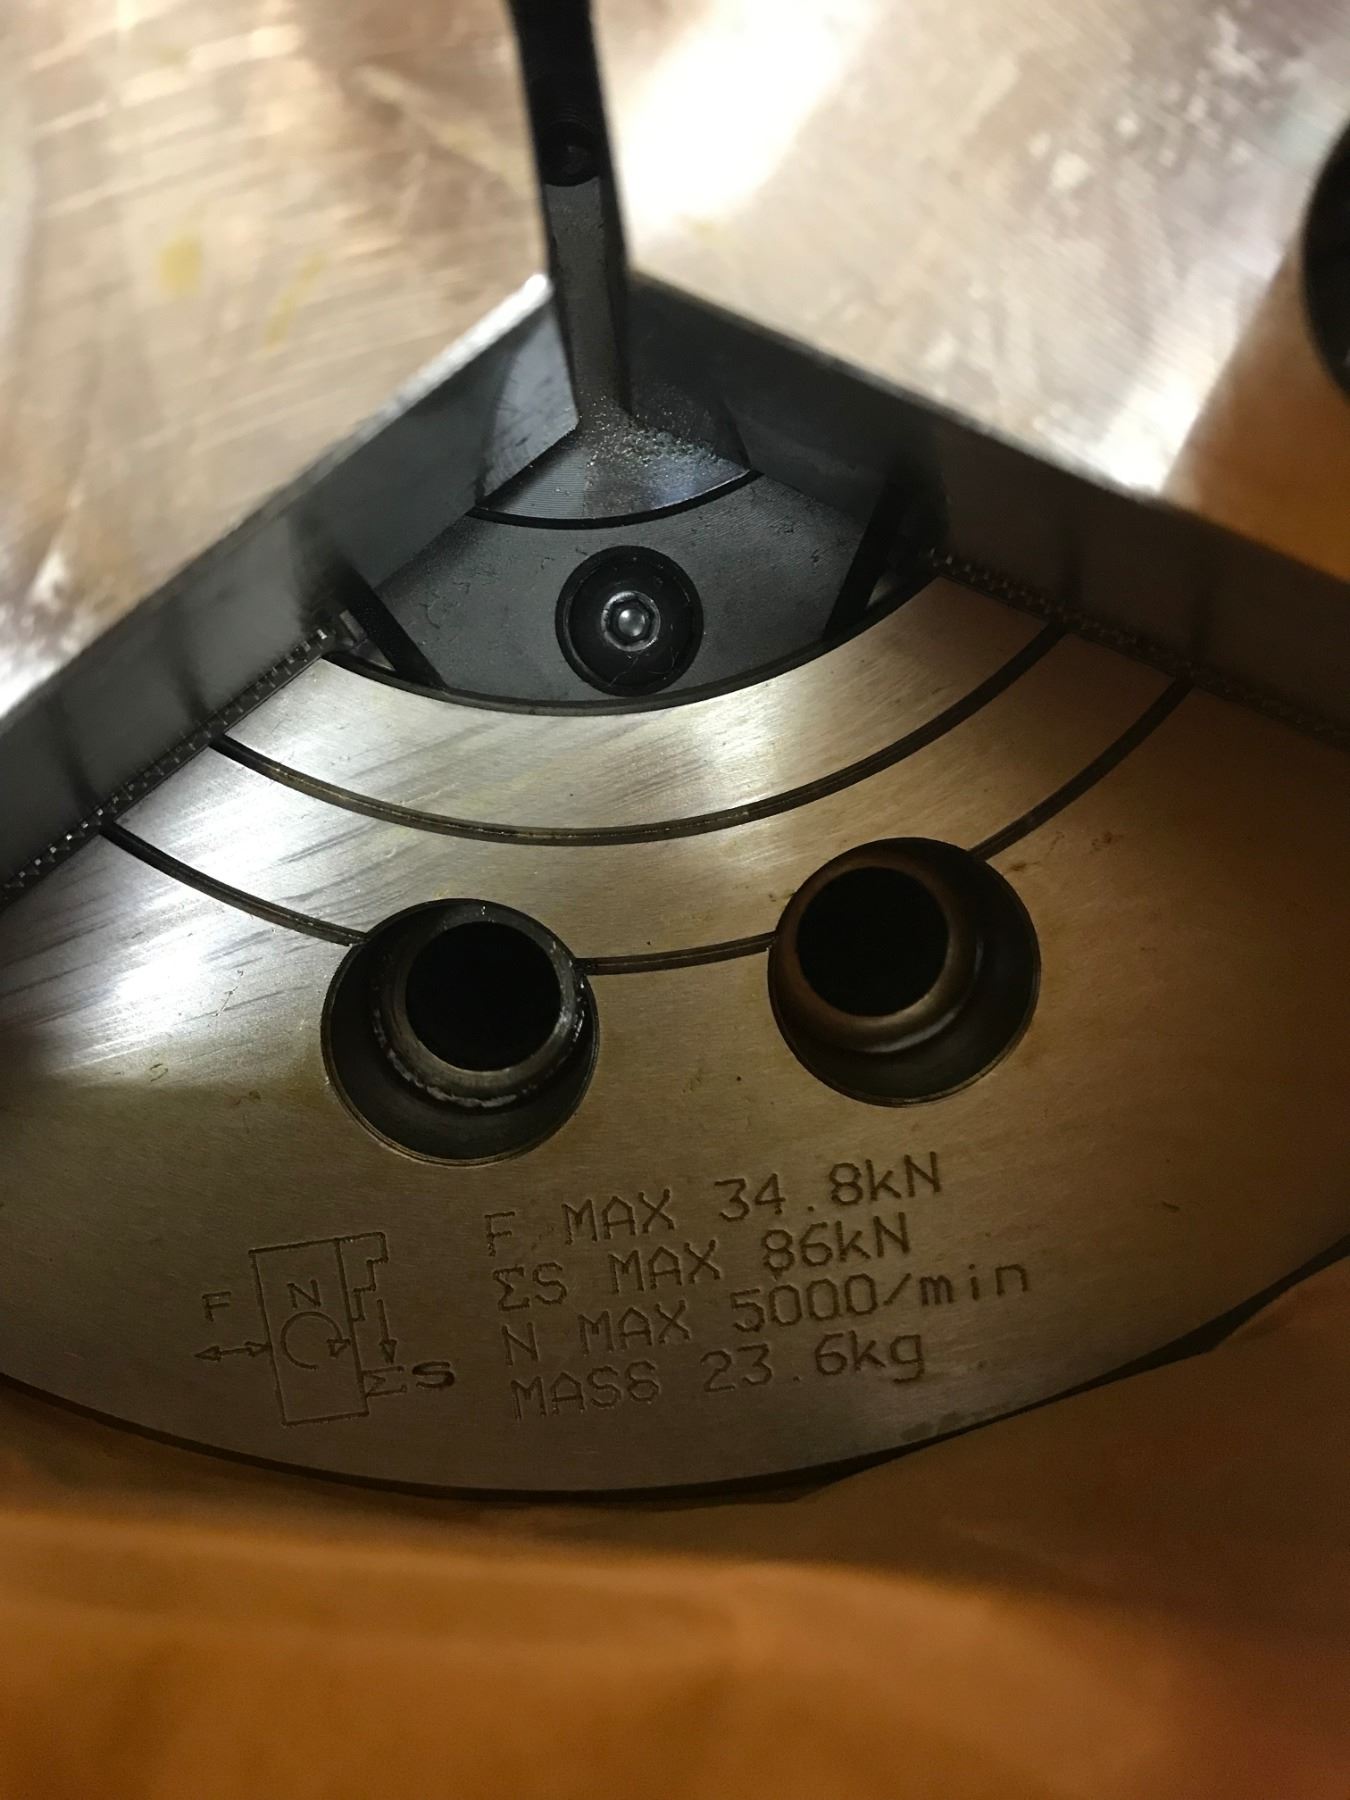 F MAX 34.8kN
ΣS MAX 86kN
N MAX 5000/min
MASS 23.6kg
F
N
ΣS